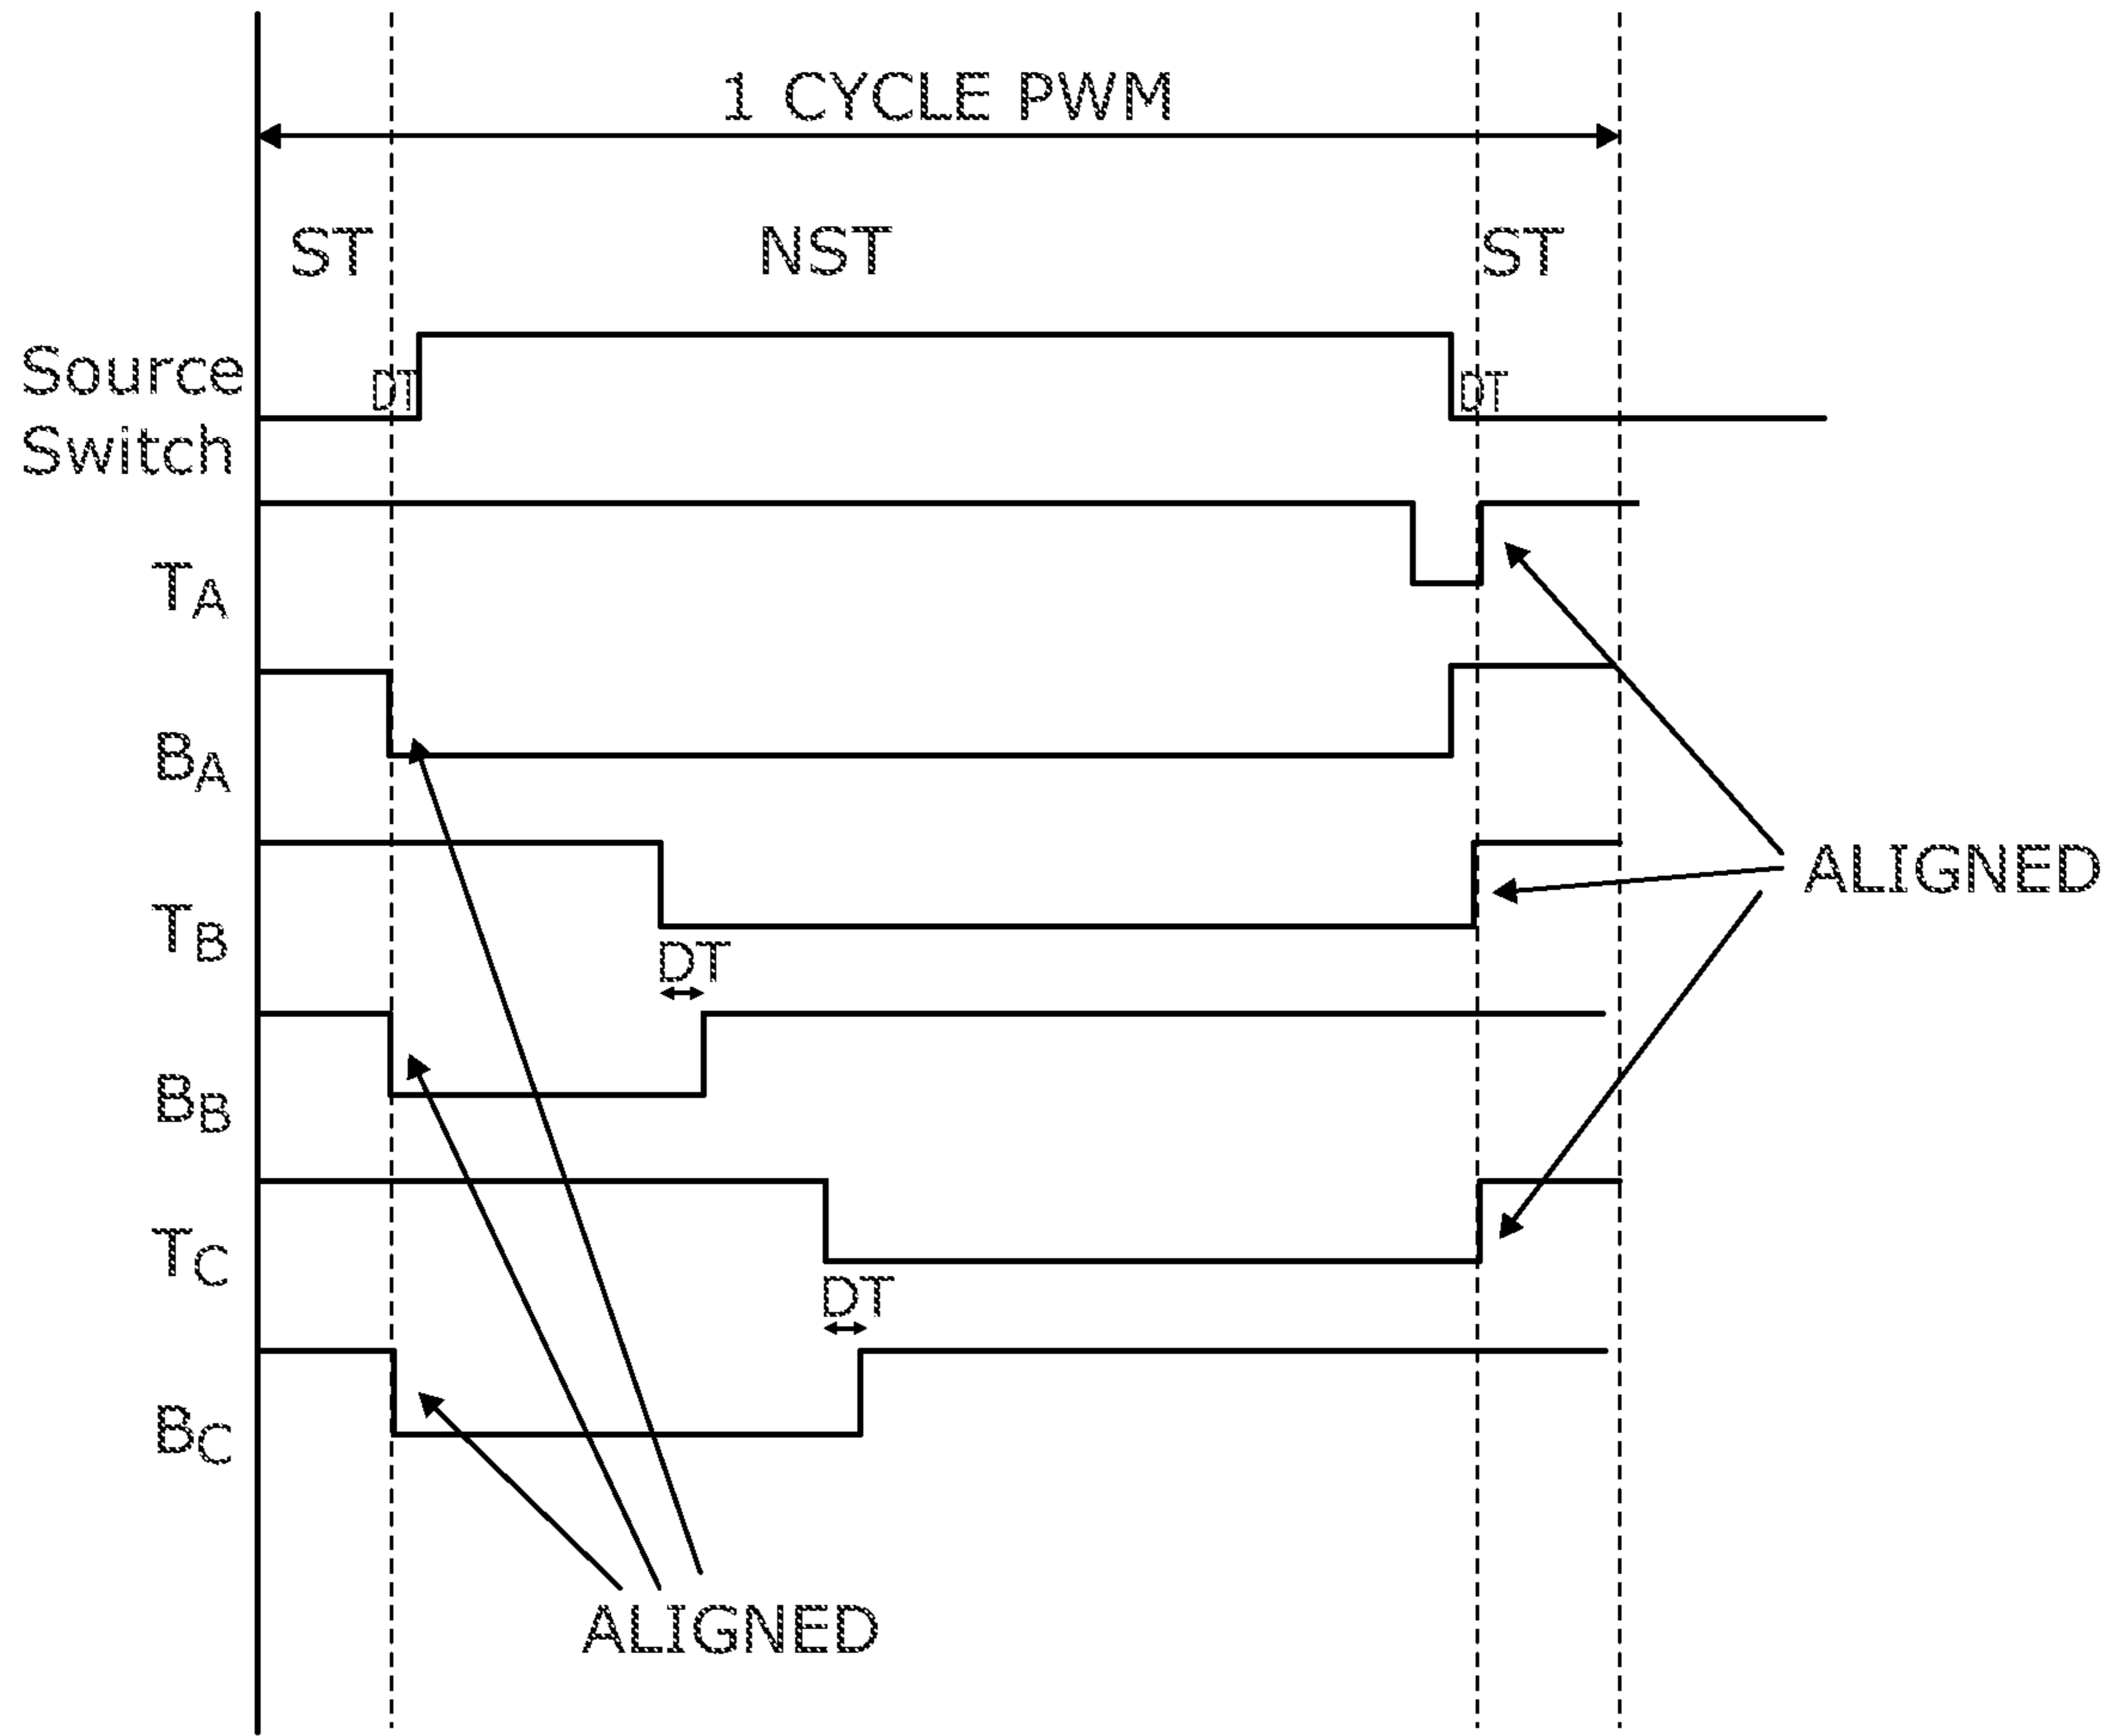 1 CYCLE PWM
ST
NST
ST
Source
Switch
DT
DT
TA
BA
TB
ALIGNED
DT
BB
TC
DT
BC
ALIGNED